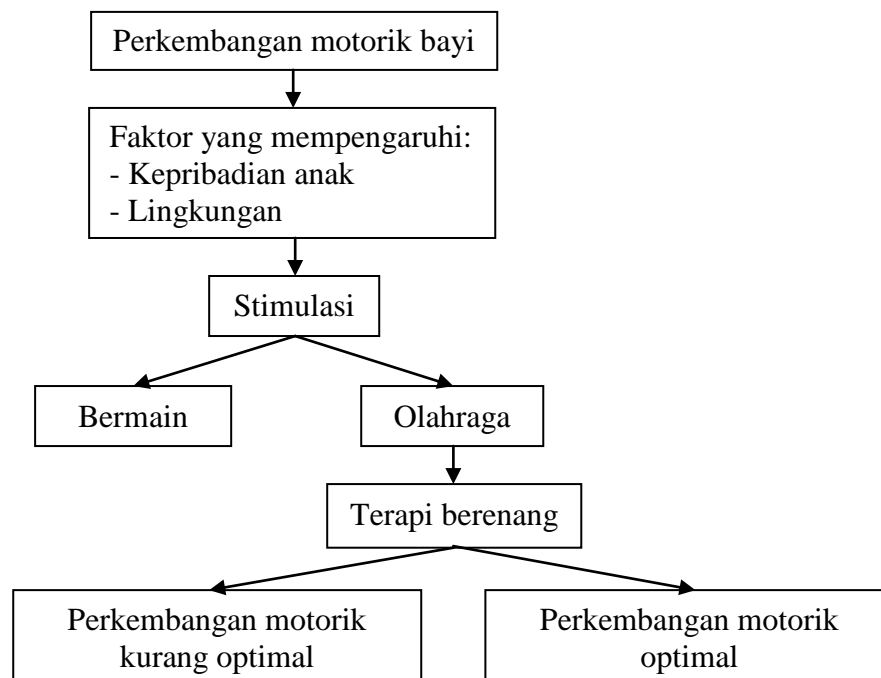 Perkembangan motorik bayi
Faktor yang mempengaruhi:
- Kepribadian anak
- Lingkungan
Stimulasi
Bermain
Olahraga
Terapi berenang
Perkembangan motorik
kurang optimal
Perkembangan motorik
optimal